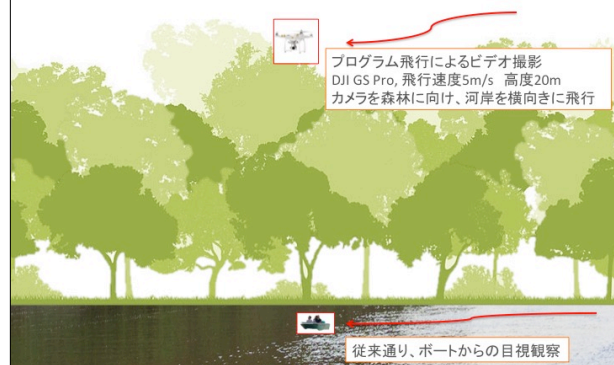 プログラム飛行によるビデオ撮影
DJI GS Pro, 飛行速度5m/s　高度20m
カメラを森林に向け、河岸を横向きに飛行
従来通り、ボートからの目視観察